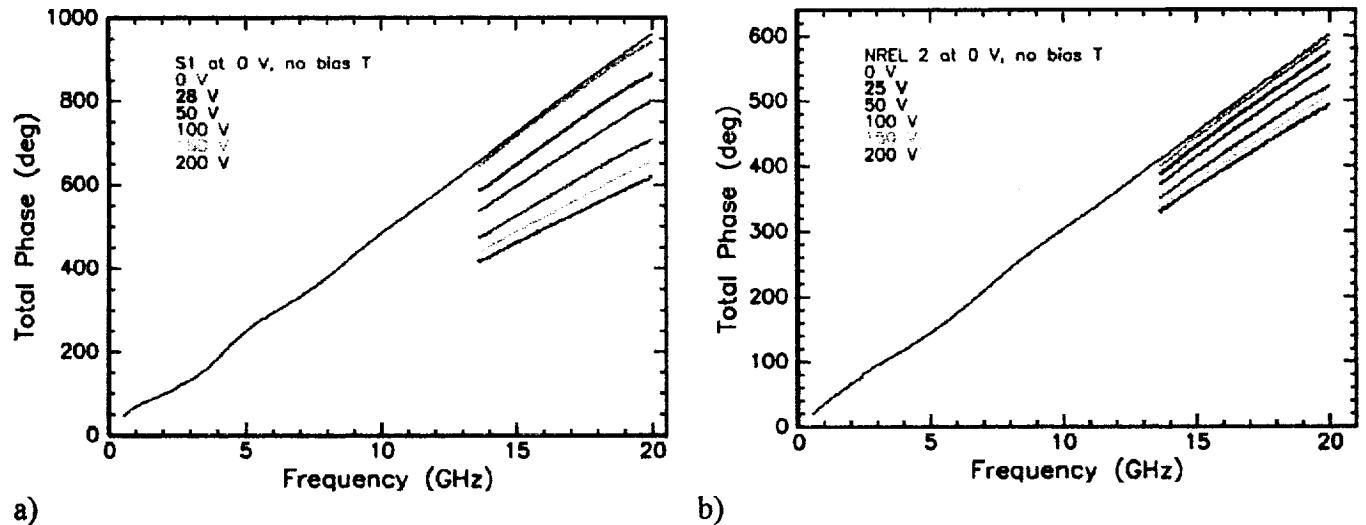 1000
800
600
400
200
0
Total Phase (deg)
S1 at 0 V, no bias T
0 V
28 V
50 V
100 V
150 V
200 V
0 5 10 15 20
Frequency (GHz)
a)
600
500
400
300
200
100
0
Total Phase (deg)
NREL 2 at 0 V, no bias T
0 V
25 V
50 V
100 V
150 V
200 V
0 5 10 15 20
Frequency (GHz)
b)